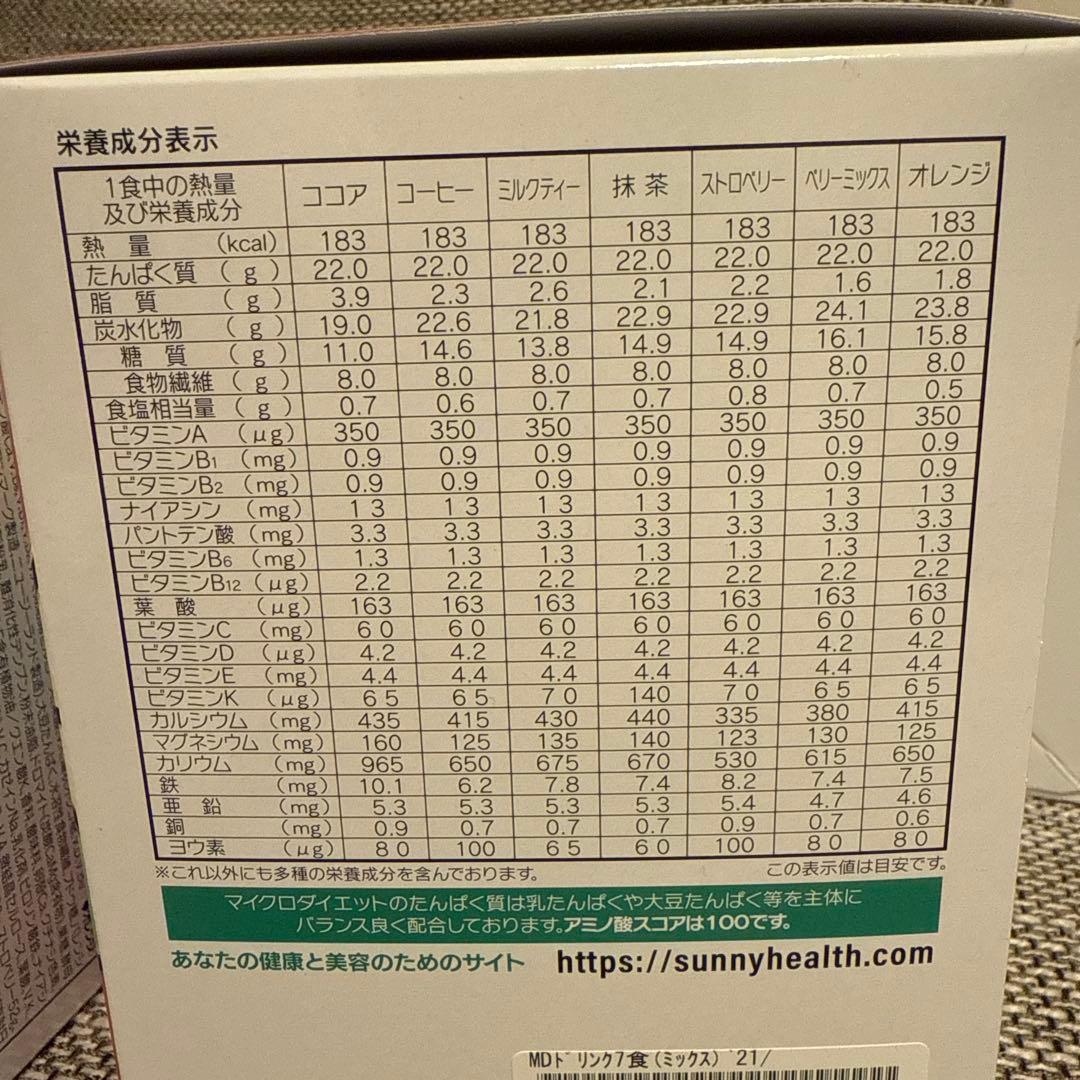 栄養成分表示
1食中の熱量及び栄養成分 ココア コーヒー ミルクティー 抹茶 ストロベリー ベリーミックス オレンジ
熱量 (kcal) 183 183 183 183 183 183 183
たんぱく質 (g) 22.0 22.0 22.0 22.0 22.0 22.0 22.0
脂質 (g) 3.9 2.3 2.6 2.1 2.2 1.6 1.8
炭水化物 (g) 19.0 22.6 21.8 22.9 22.9 24.1 23.8
糖質 (g) 11.0 14.6 13.8 14.9 14.9 16.1 15.8
食物繊維 (g) 8.0 8.0 8.0 8.0 8.0 8.0 8.0
食塩相当量 (g) 0.7 0.6 0.7 0.7 0.8 0.7 0.5
ビタミンA (μg) 350 350 350 350 350 350 350
ビタミンB1 (mg) 0.9 0.9 0.9 0.9 0.9 0.9 0.9
ビタミンB2 (mg) 0.9 0.9 0.9 0.9 0.9 0.9 0.9
ナイアシン (mg) 13 13 13 13 13 13 13
パントテン酸 (mg) 3.3 3.3 3.3 3.3 3.3 3.3 3.3
ビタミンB6 (mg) 1.3 1.3 1.3 1.3 1.3 1.3 1.3
ビタミンB12 (μg) 2.2 2.2 2.2 2.2 2.2 2.2 2.2
葉酸 (μg) 163 163 163 163 163 163 163
ビタミンC (mg) 60 60 60 60 60 60 60
ビタミンD (μg) 4.2 4.2 4.2 4.2 4.2 4.2 4.2
ビタミンE (mg) 4.4 4.4 4.4 4.4 4.4 4.4 4.4
ビタミンK (μg) 65 65 70 140 70 65 65
カルシウム (mg) 435 415 430 440 335 380 415
マグネシウム (mg) 160 125 135 140 123 130 125
カリウム (mg) 965 650 675 670 530 615 650
鉄 (mg) 10.1 6.2 7.8 7.4 8.2 7.4 7.5
亜鉛 (mg) 5.3 5.3 5.3 5.3 5.4 4.7 4.6
銅 (mg) 0.9 0.7 0.7 0.7 0.9 0.7 0.6
ヨウ素 (μg) 80 100 65 60 100 80 80
※これ以外にも多種の栄養成分を含んでおります。 この表示値は目安です。
マイクロダイエットのたんぱく質は乳たんぱくや大豆たんぱく等を主体に
バランス良く配合しております。アミノ酸スコアは100です。
あなたの健康と美容のためのサイト https://sunnyhealth.com
MDドリンク7食(ミックス) '21/